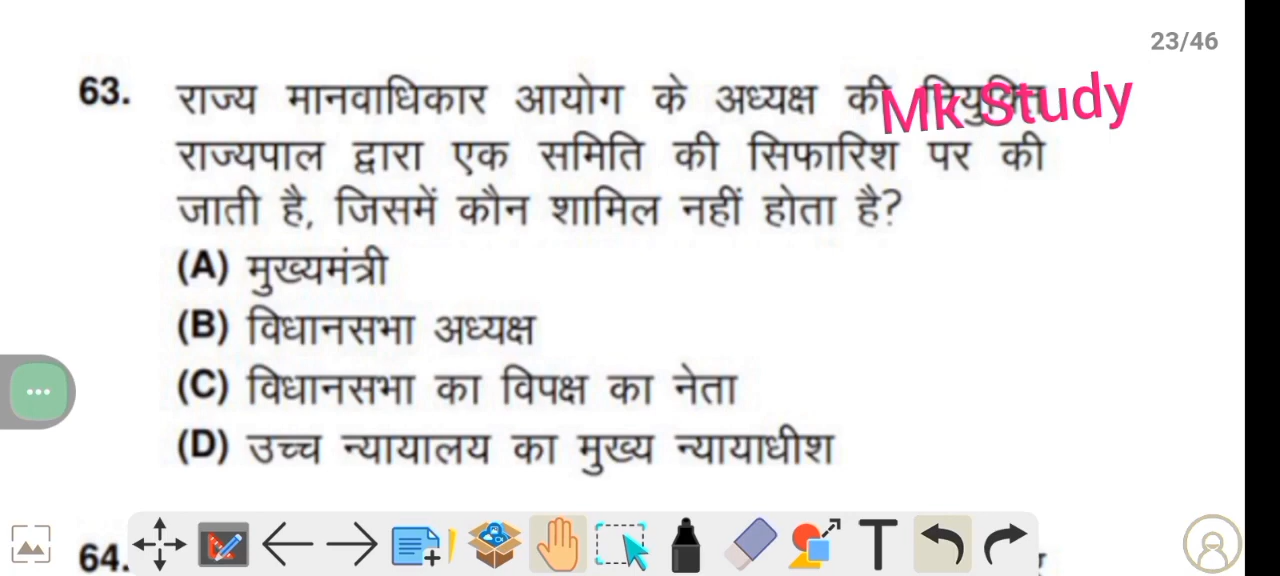 23/46
63. राज्य मानवाधिकार आयोग के अध्यक्ष की
Mk Study
राज्यपाल द्वारा एक समिति की सिफारिश पर की
जाती है, जिसमें कौन शामिल नहीं होता है?
(A) मुख्यमंत्री
(B) विधानसभा अध्यक्ष
(C) विधानसभा का विपक्ष का नेता
(D) उच्च न्यायालय का मुख्य न्यायाधीश
64.